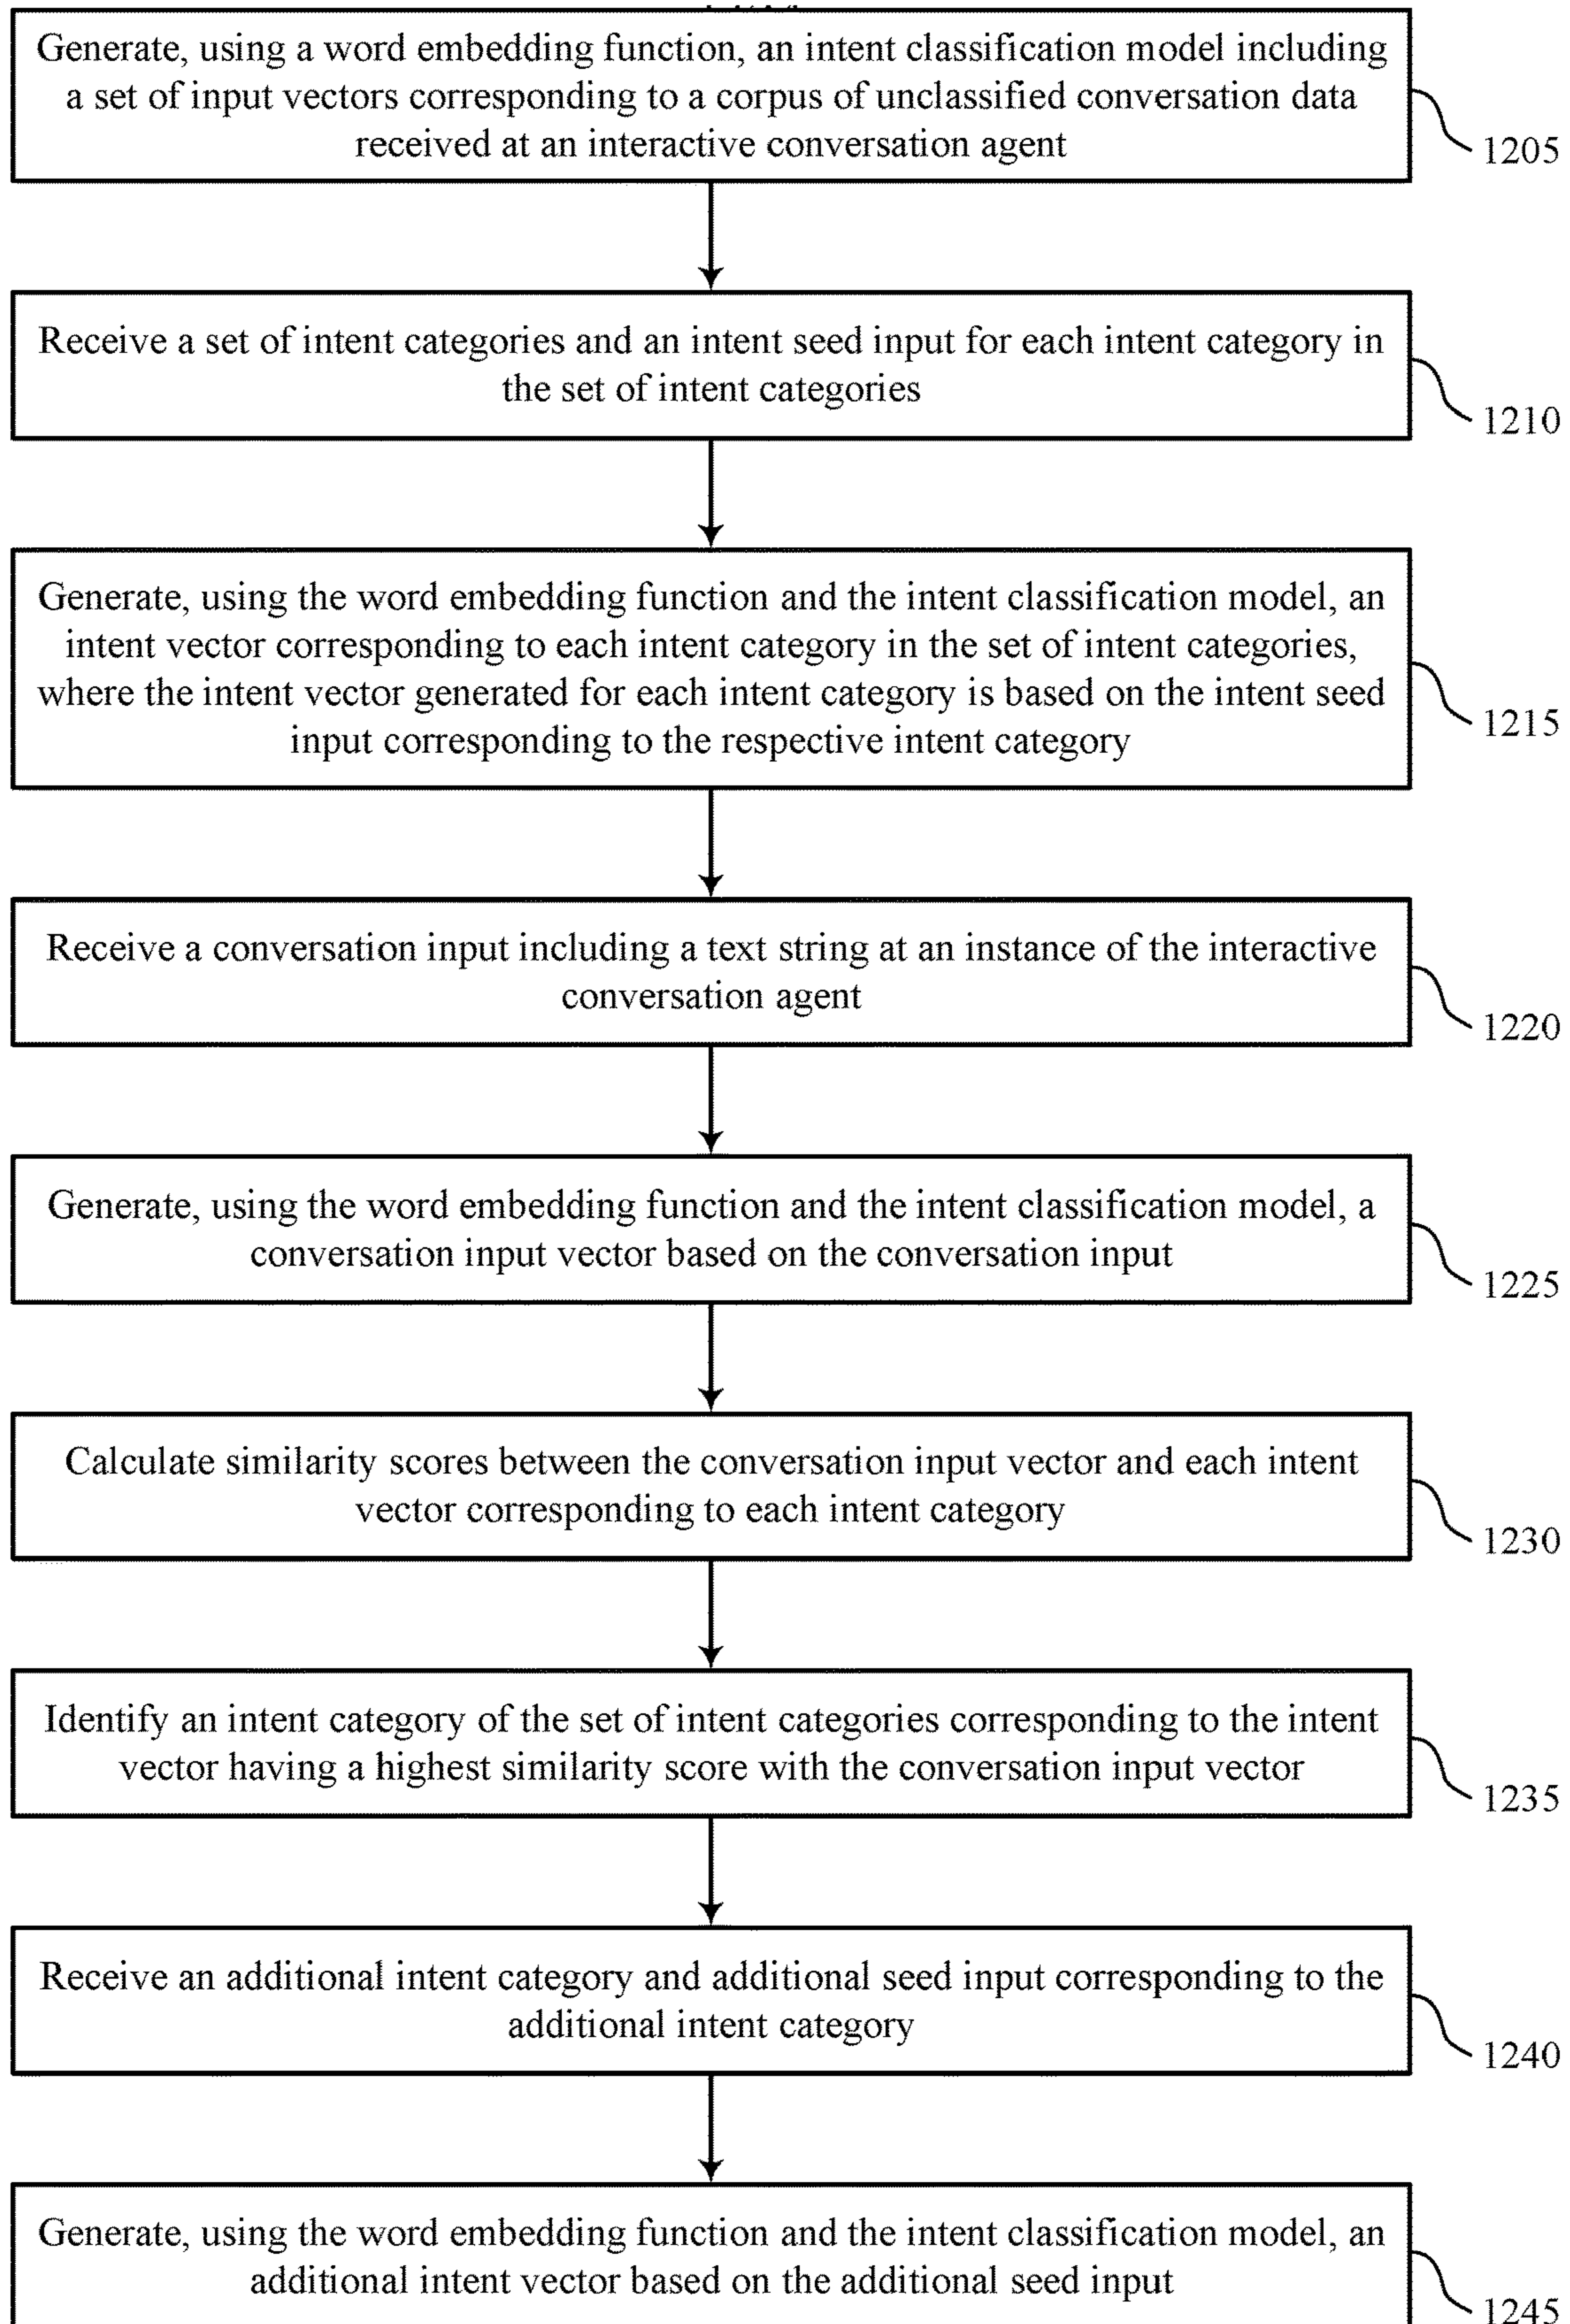 Generate, using a word embedding function, an intent classification model including
a set of input vectors corresponding to a corpus of unclassified conversation data
received at an interactive conversation agent
1205
Receive a set of intent categories and an intent seed input for each intent category in
the set of intent categories
1210
Generate, using the word embedding function and the intent classification model, an
intent vector corresponding to each intent category in the set of intent categories,
where the intent vector generated for each intent category is based on the intent seed
input corresponding to the respective intent category
1215
Receive a conversation input including a text string at an instance of the interactive
conversation agent
1220
Generate, using the word embedding function and the intent classification model, a
conversation input vector based on the conversation input
1225
Calculate similarity scores between the conversation input vector and each intent
vector corresponding to each intent category
1230
Identify an intent category of the set of intent categories corresponding to the intent
vector having a highest similarity score with the conversation input vector
1235
Receive an additional intent category and additional seed input corresponding to the
additional intent category
1240
Generate, using the word embedding function and the intent classification model, an
additional intent vector based on the additional seed input
1245